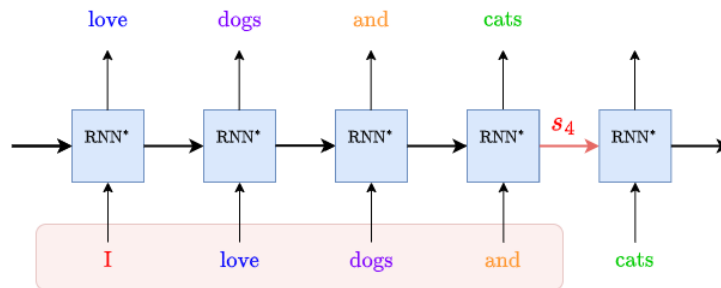 love dogs and cats
s₄
RNN* RNN* RNN* RNN* RNN*
I love dogs and cats